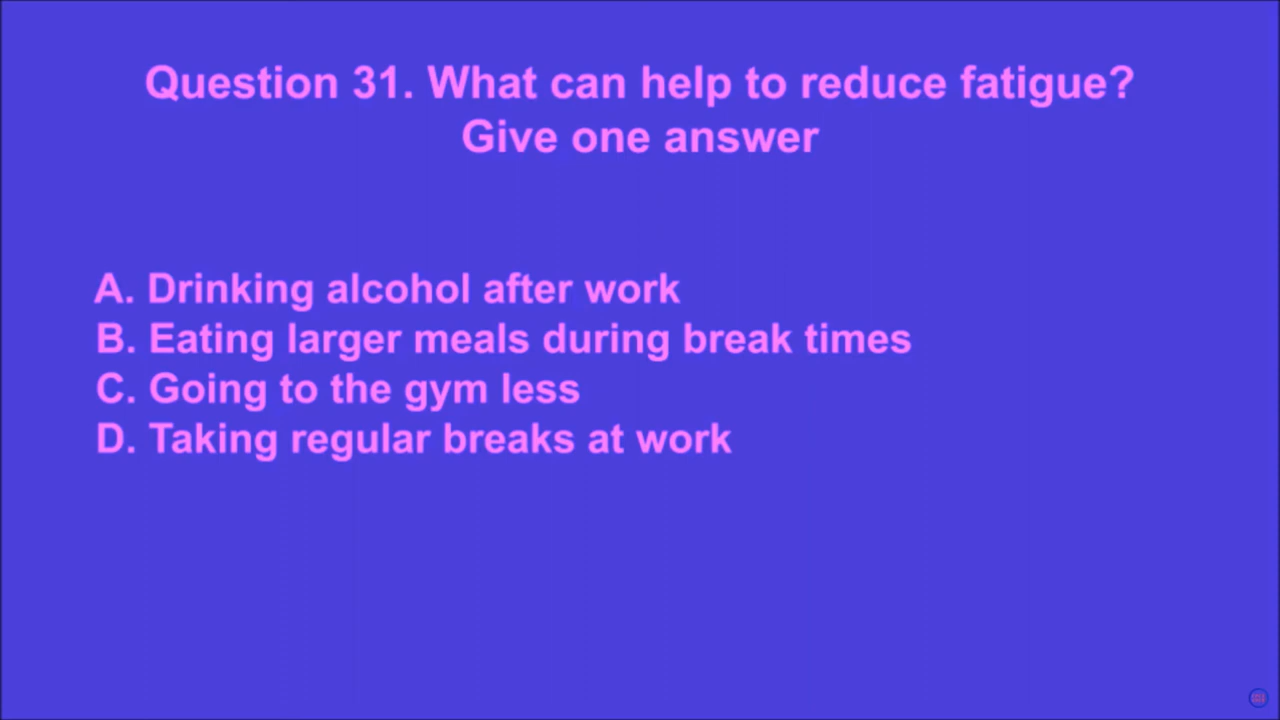 Question 31. What can help to reduce fatigue?
Give one answer
A. Drinking alcohol after work
B. Eating larger meals during break times
C. Going to the gym less
D. Taking regular breaks at work